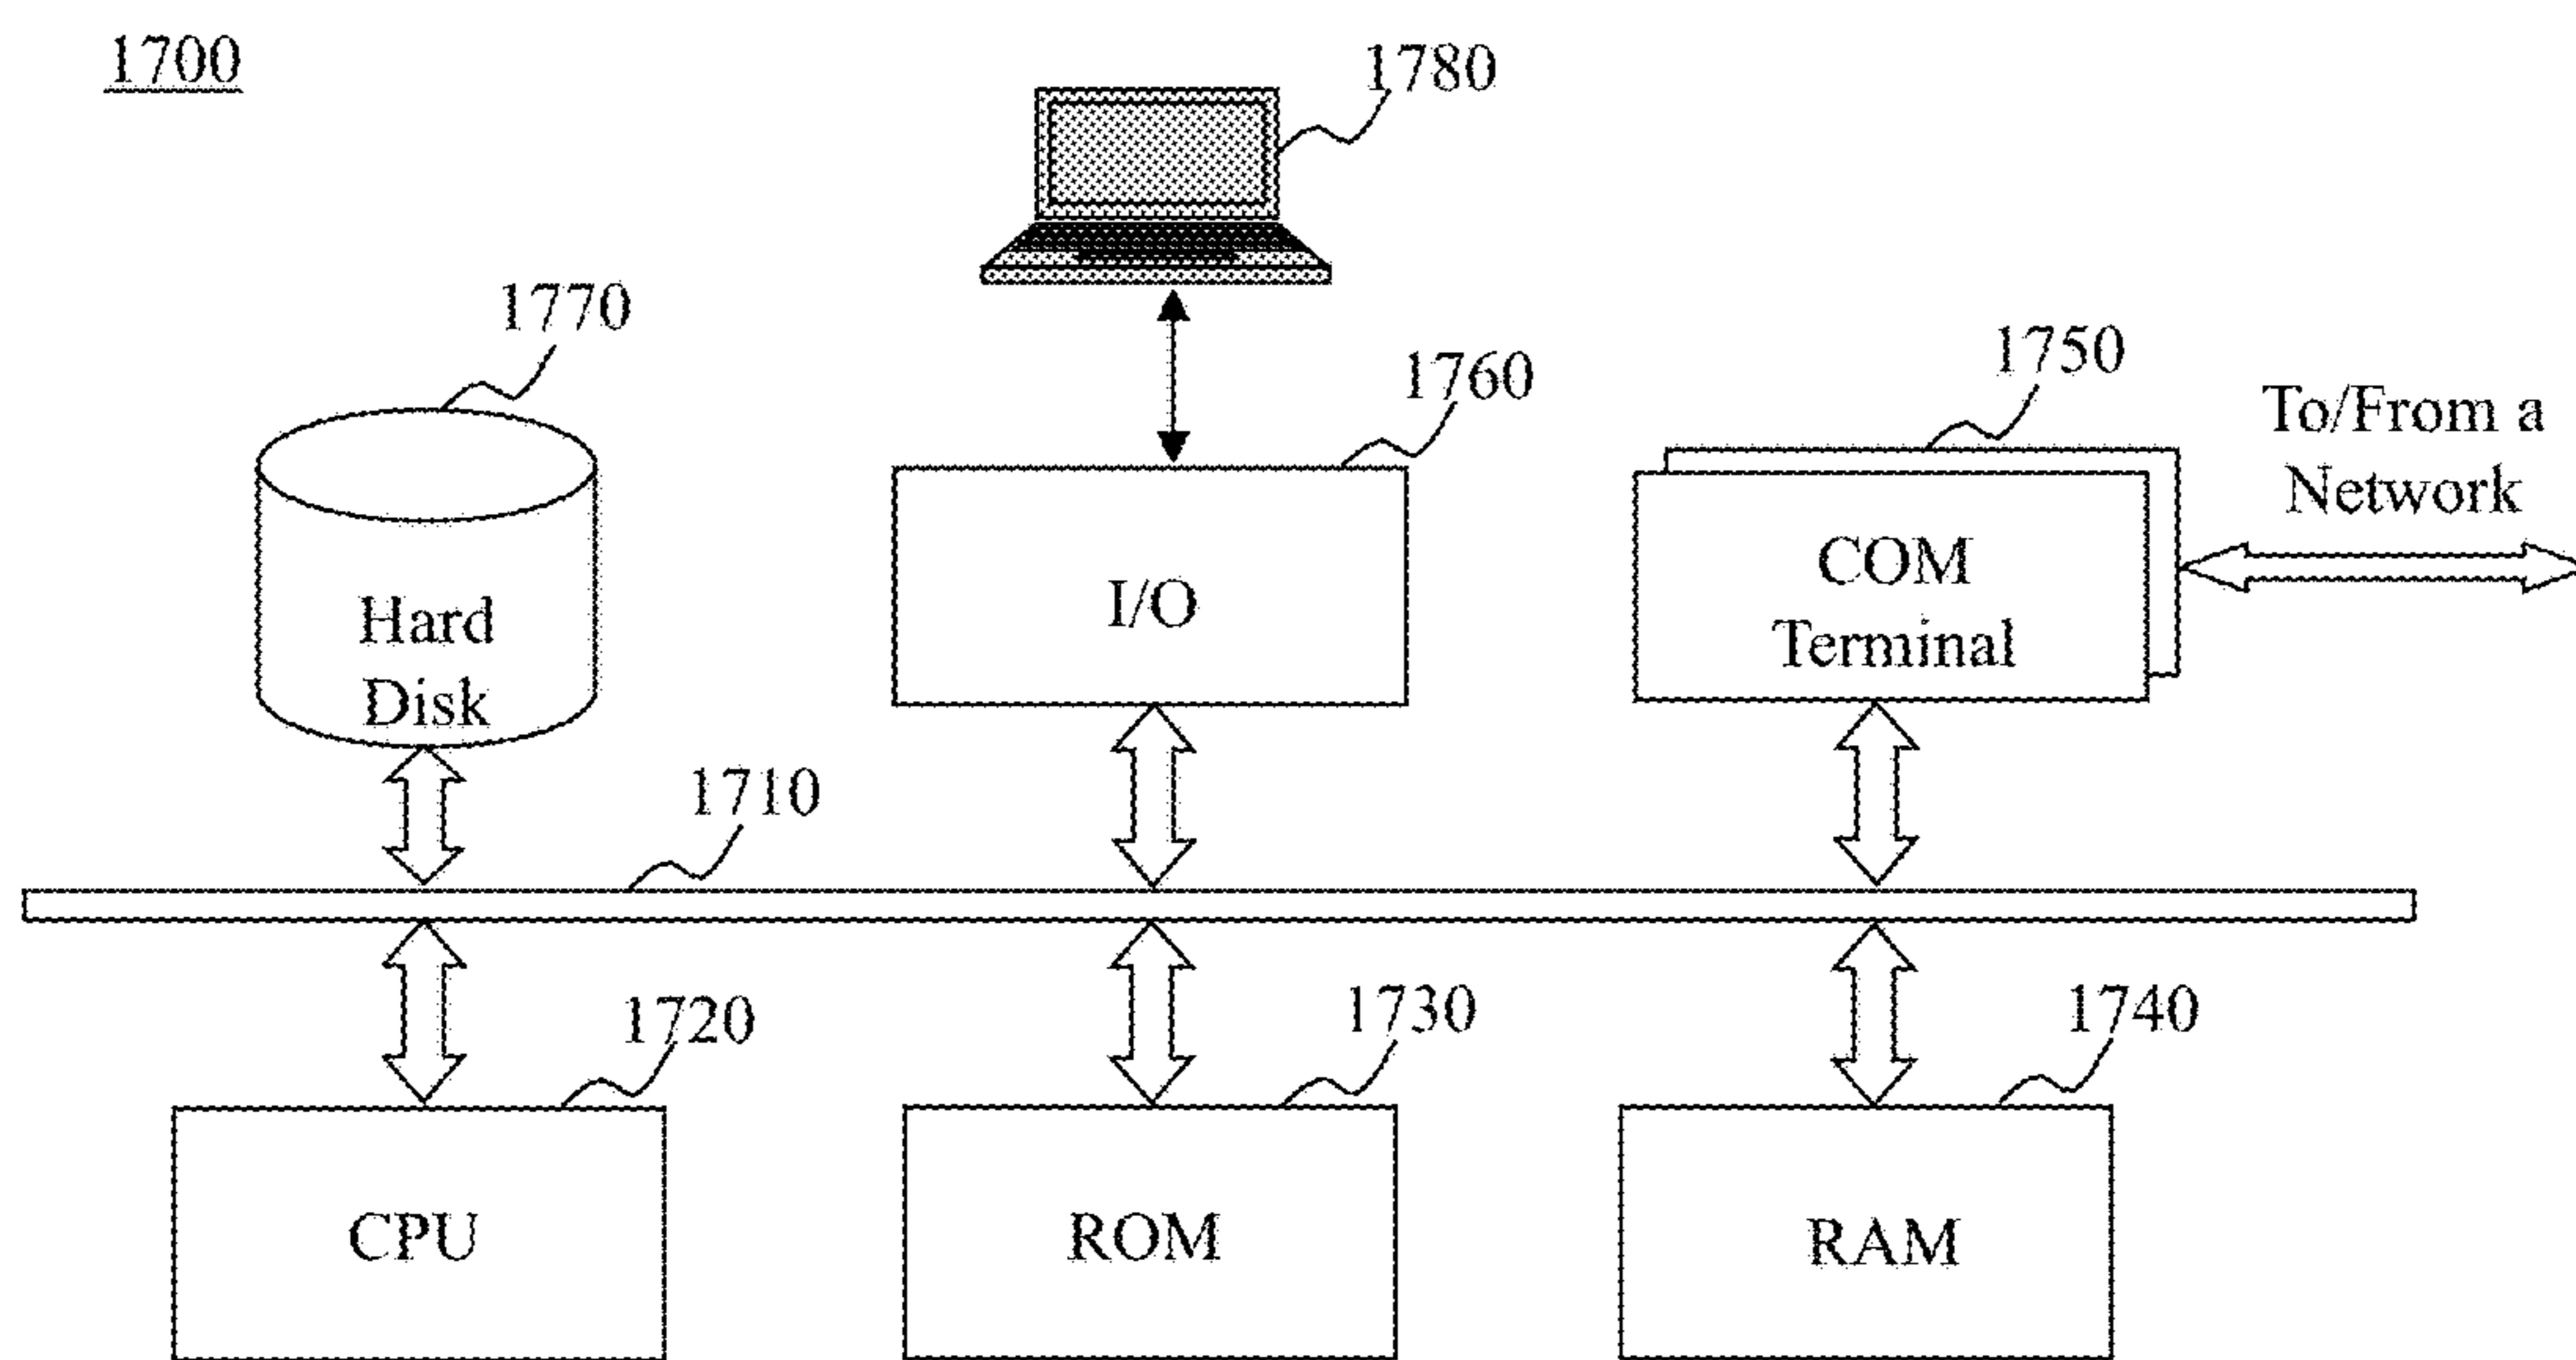 1700
1780
1770
1760
1750
To/From a
Network
Hard
Disk
I/O
COM
Terminal
1710
1720
1730
1740
CPU
ROM
RAM